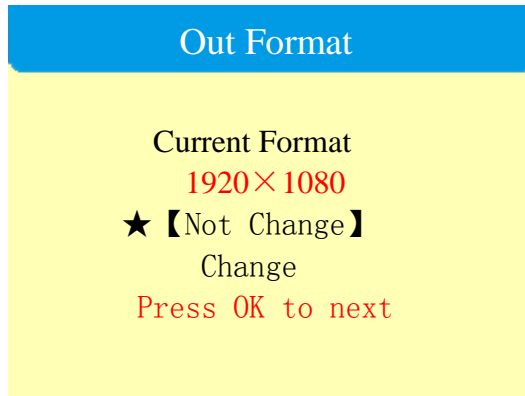 Out Format
Current Format
1920×1080
★【Not Change】
Change
Press OK to next